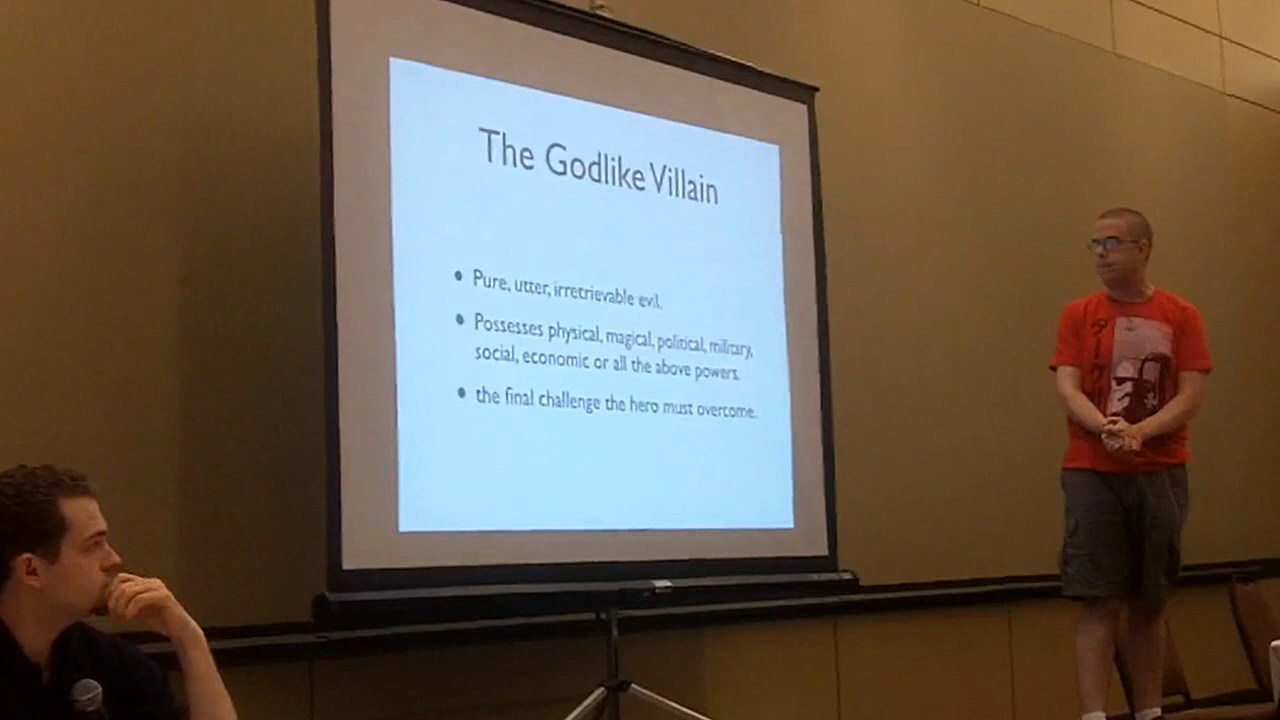 The Godlike Villain
• Pure, utter, irretrievable evil.
• Possesses physical, magical, political, military,
social, economic or all the above powers.
• the final challenge the hero must overcome.